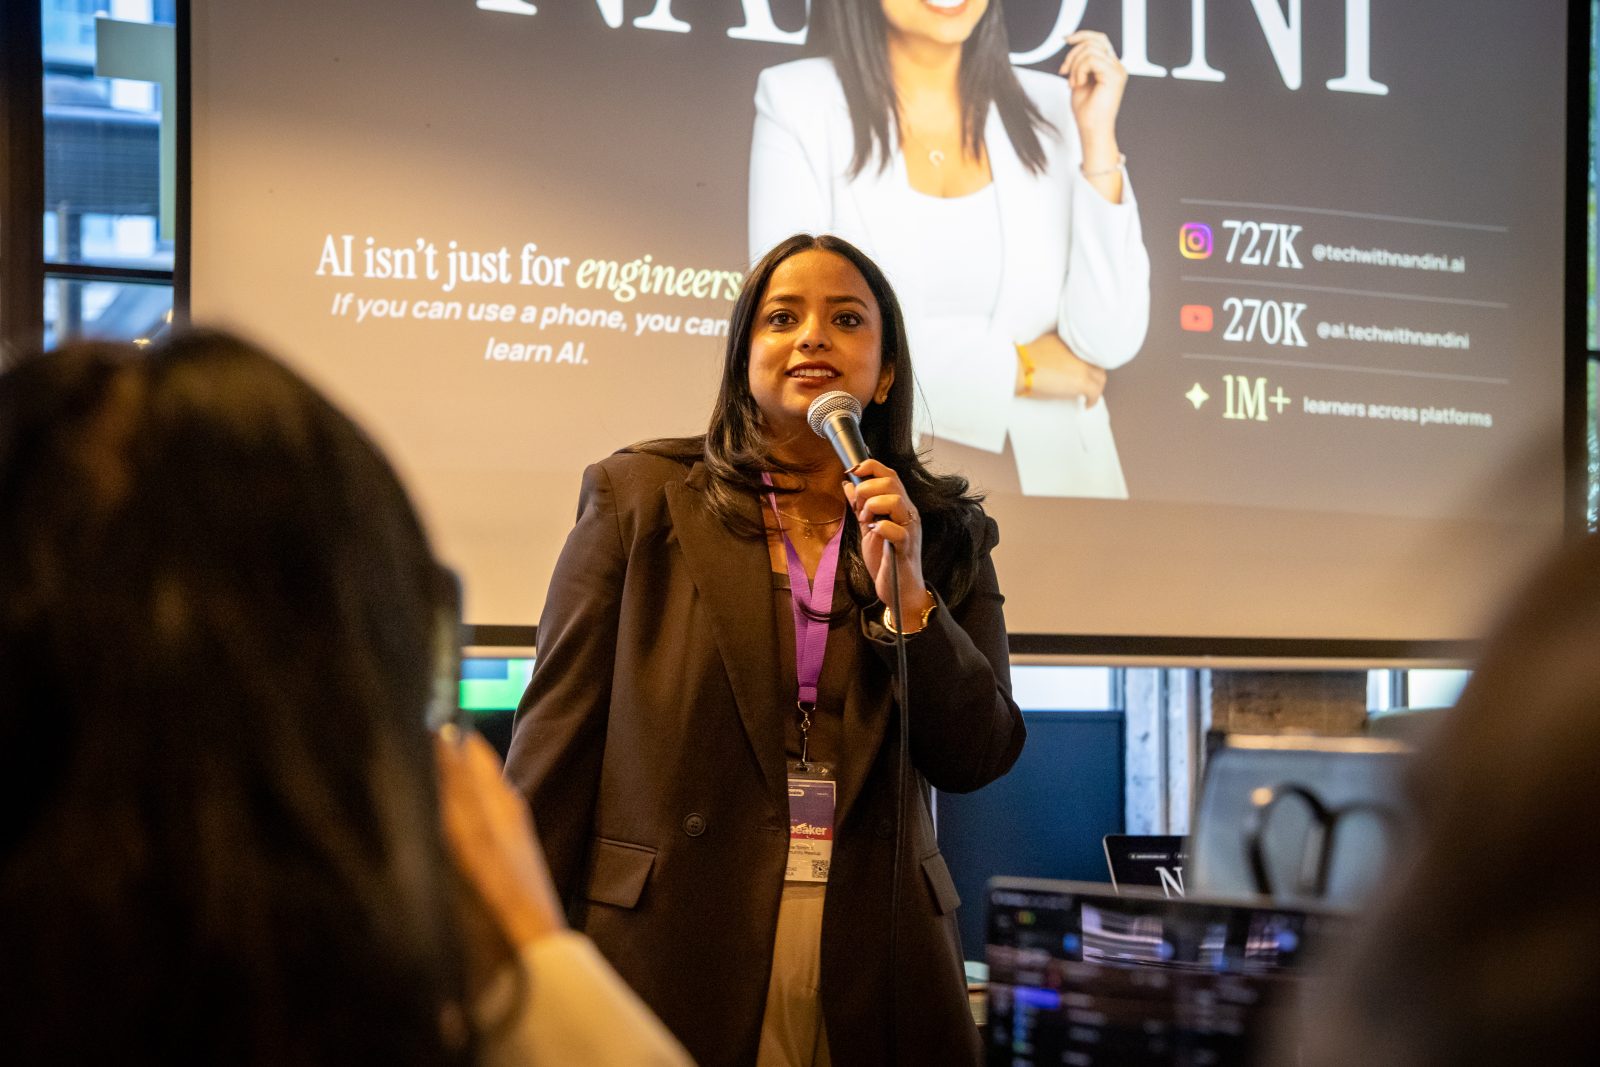 NANDINI
AI isn't just for engineers
If you can use a phone, you can
learn AI.
727K @techwithnandini.ai
270K @ai.techwithnandini
1M+ learners across platforms
N